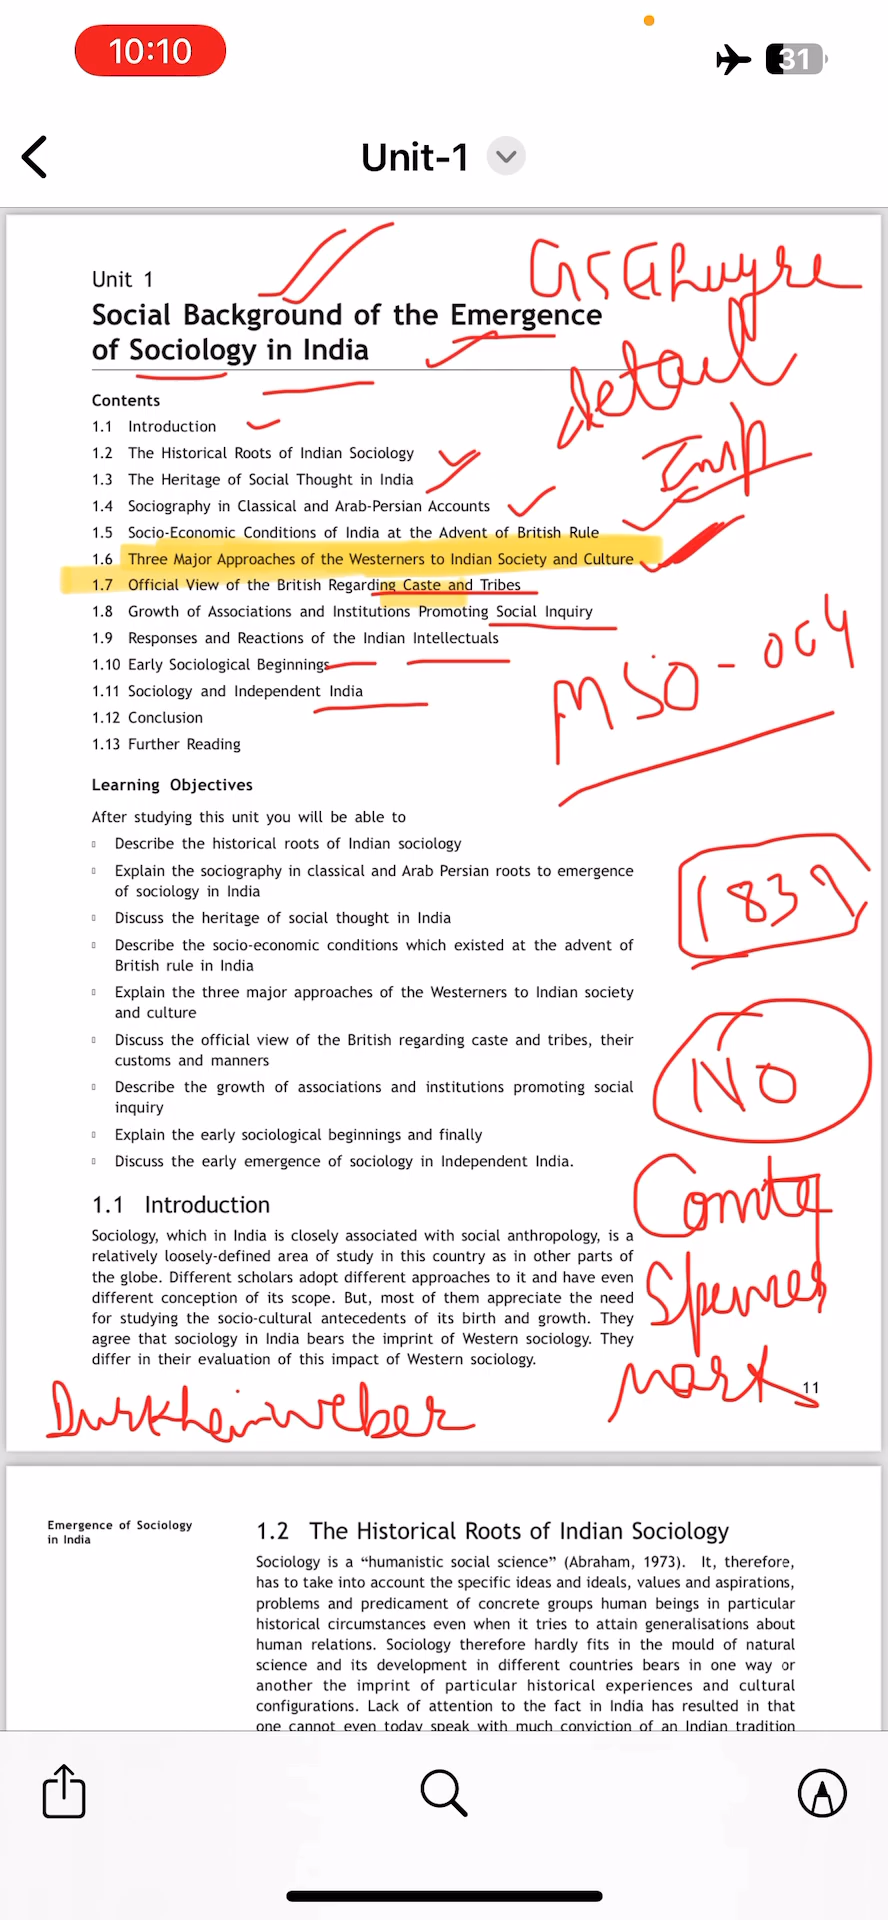 10:10
31
Unit-1
Unit 1
GS Ghuyre
Social Background of the Emergence
of Sociology in India
detail
Contents
1.1 Introduction
1.2 The Historical Roots of Indian Sociology
Imp
1.3 The Heritage of Social Thought in India
1.4 Sociography in Classical and Arab-Persian Accounts
1.5 Socio-Economic Conditions of India at the Advent of British Rule
1.6 Three Major Approaches of the Westerners to Indian Society and Culture
1.7 Official View of the British Regarding Caste and Tribes
1.8 Growth of Associations and Institutions Promoting Social Inquiry
1.9 Responses and Reactions of the Indian Intellectuals
1.10 Early Sociological Beginnings
MSO-004
1.11 Sociology and Independent India
1.12 Conclusion
1.13 Further Reading
Learning Objectives
After studying this unit you will be able to
Describe the historical roots of Indian sociology
Explain the sociography in classical and Arab Persian roots to emergence
of sociology in India
1839
Discuss the heritage of social thought in India
Describe the socio-economic conditions which existed at the advent of
British rule in India
Explain the three major approaches of the Westerners to Indian society
and culture
Discuss the official view of the British regarding caste and tribes, their
customs and manners
NO
Describe the growth of associations and institutions promoting social
inquiry
Explain the early sociological beginnings and finally
Discuss the early emergence of sociology in Independent India.
1.1 Introduction
Comte
Sociology, which in India is closely associated with social anthropology, is a
relatively loosely-defined area of study in this country as in other parts of
the globe. Different scholars adopt different approaches to it and have even
different conception of its scope. But, most of them appreciate the need
for studying the socio-cultural antecedents of its birth and growth. They
agree that sociology in India bears the imprint of Western sociology. They
differ in their evaluation of this impact of Western sociology.
Marx
11
Durkheim Weber
Emergence of Sociology
in India
1.2 The Historical Roots of Indian Sociology
Sociology is a “humanistic social science” (Abraham, 1973). It, therefore,
has to take into account the specific ideas and ideals, values and aspirations,
problems and predicament of concrete groups human beings in particular
historical circumstances even when it tries to attain generalisations about
human relations. Sociology therefore hardly fits in the mould of natural
science and its development in different countries bears in one way or
another the imprint of particular historical experiences and cultural
configurations. Lack of attention to the fact in India has resulted in that
one cannot even today speak with much conviction of an Indian tradition